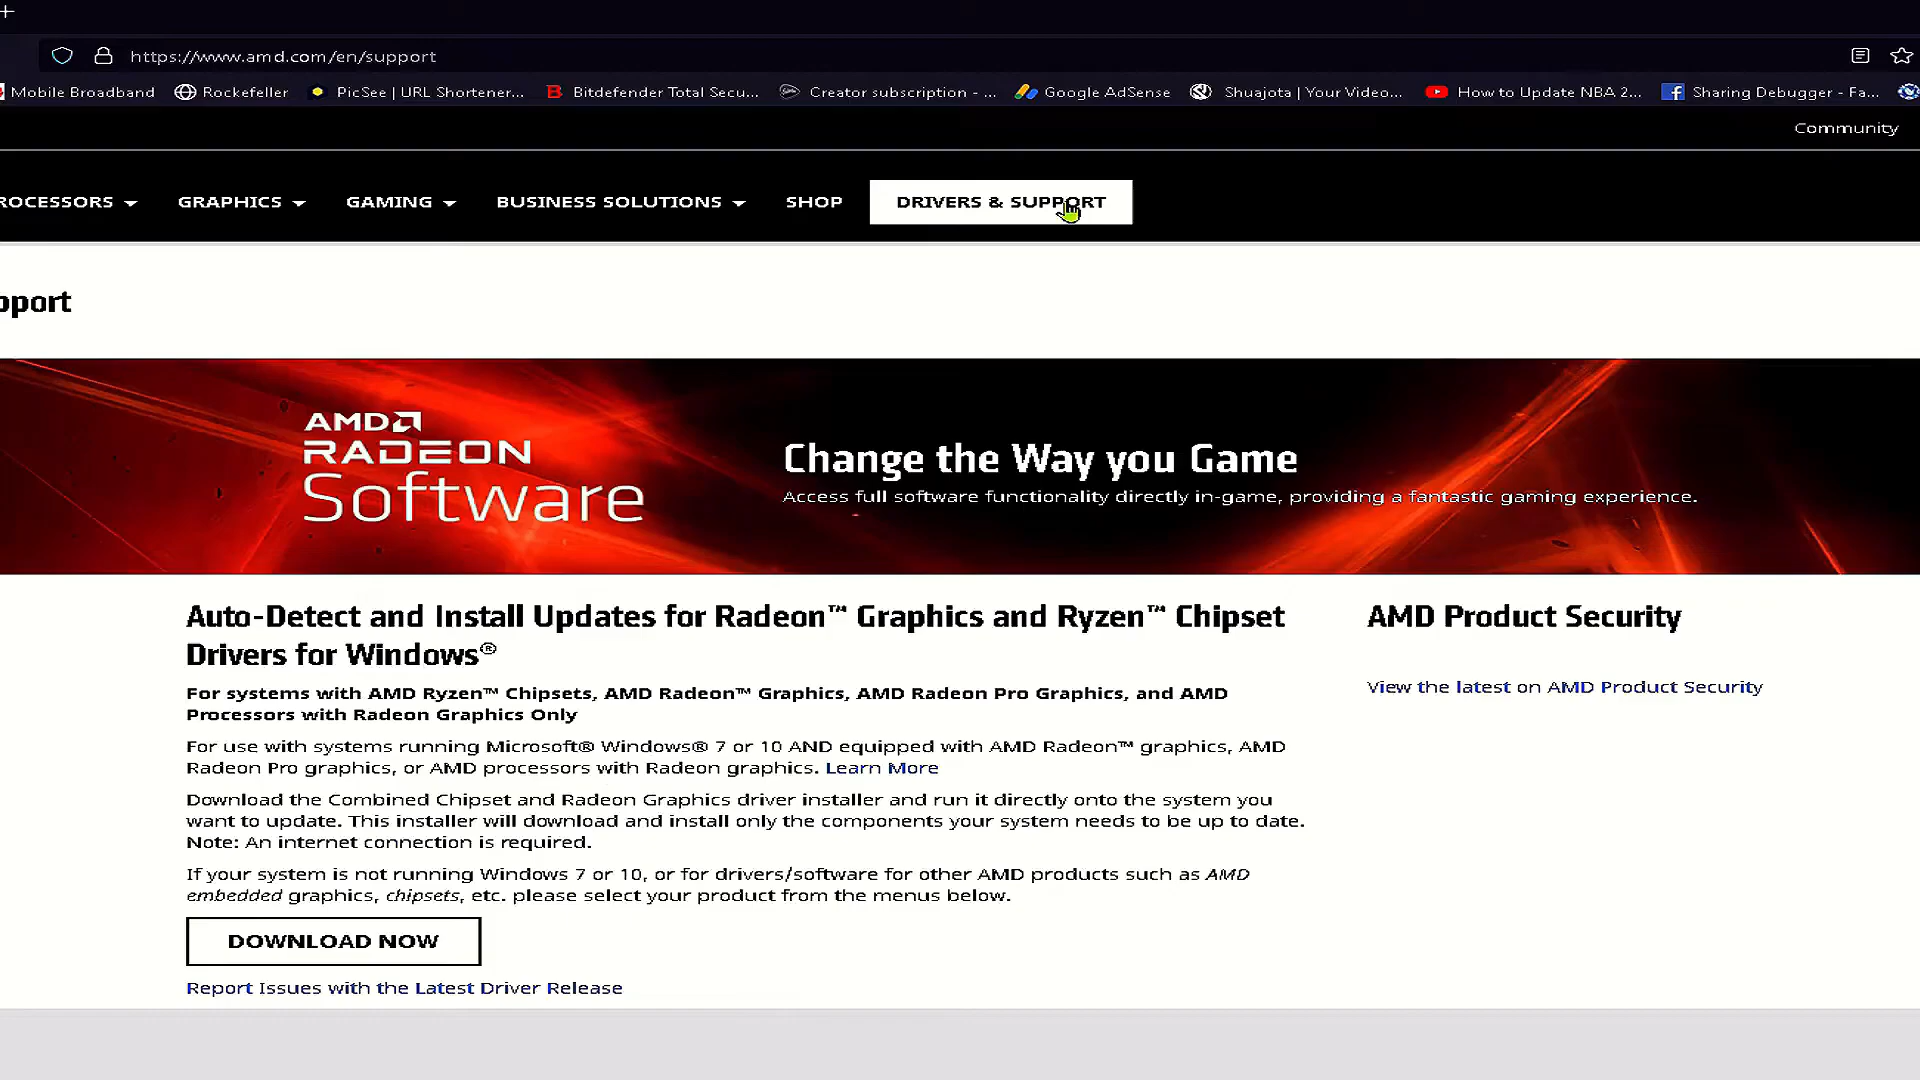 https://www.amd.com/en/support
Mobile Broadband
Rockefeller
PicSee | URL Shortener...
Bitdefender Total Secu...
Creator subscription - ...
Google AdSense
Shuajota | Your Video...
How to Update NBA 2...
Sharing Debugger - Fa...
Community
ROCESSORS
GRAPHICS
GAMING
BUSINESS SOLUTIONS
SHOP
DRIVERS & SUPPORT
pport
AMD
RADEON
Software
Change the Way you Game
Access full software functionality directly in-game, providing a fantastic gaming experience.
Auto-Detect and Install Updates for Radeon™ Graphics and Ryzen™ Chipset
Drivers for Windows®
For systems with AMD Ryzen™ Chipsets, AMD Radeon™ Graphics, AMD Radeon Pro Graphics, and AMD
Processors with Radeon Graphics Only
For use with systems running Microsoft® Windows® 7 or 10 AND equipped with AMD Radeon™ graphics, AMD
Radeon Pro graphics, or AMD processors with Radeon graphics. Learn More
Download the Combined Chipset and Radeon Graphics driver installer and run it directly onto the system you
want to update. This installer will download and install only the components your system needs to be up to date.
Note: An internet connection is required.
If your system is not running Windows 7 or 10, or for drivers/software for other AMD products such as AMD
embedded graphics, chipsets, etc. please select your product from the menus below.
DOWNLOAD NOW
Report Issues with the Latest Driver Release
AMD Product Security
View the latest on AMD Product Security